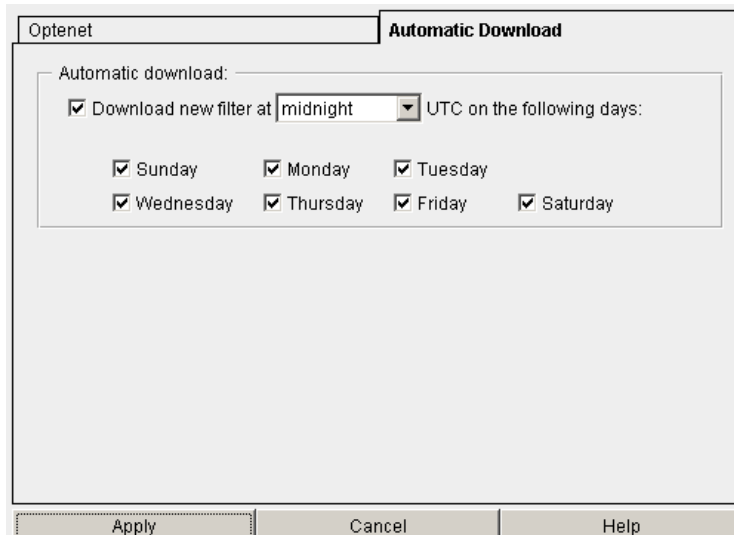 Optenet Automatic Download
Automatic download:
Download new filter at midnight UTC on the following days:
Sunday Monday Tuesday
Wednesday Thursday Friday Saturday
Apply Cancel Help